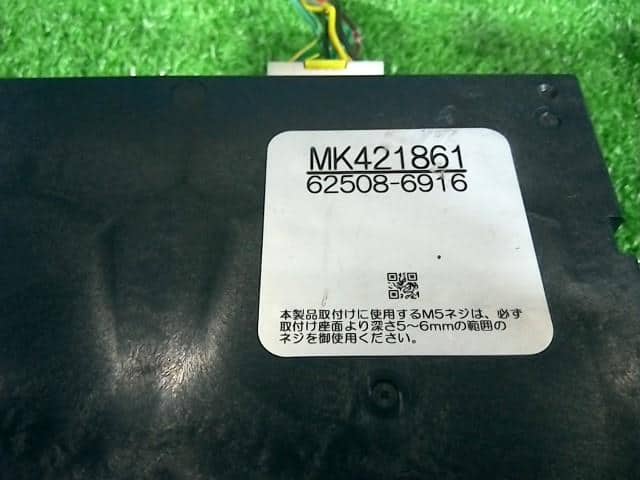 MK421861
62508-6916
本製品取付けに使用するM5ネジは、必ず
取付け座面より深さ5〜6mmの範囲の
ネジを御使用ください。